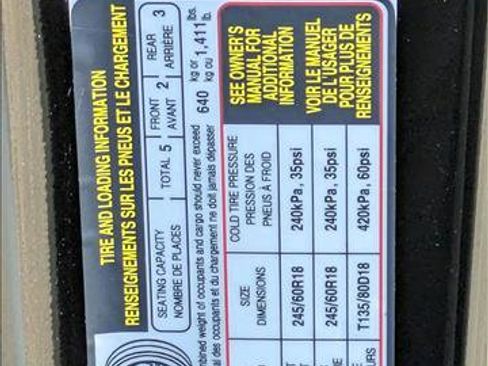 TIRE AND LOADING INFORMATION
RENSEIGNEMENTS SUR LES PNEUS ET LE CHARGEMENT
SEATING CAPACITY
NOMBRE DE PLACES
TOTAL 5
FRONT
AVANT 2
REAR
ARRIÈRE 3
mbined weight of occupants and cargo should never exceed
al des occupants et du chargement ne doit jamais dépasser
640 kg or kg ou 1,411 lbs. lb.
SIZE
DIMENSIONS
COLD TIRE PRESSURE
PRESSION DES
PNEUS À FROID
245/60R18 240kPa, 35psi
245/60R18 240kPa, 35psi
T135/80D18 420kPa, 60psi
SEE OWNER'S
MANUAL FOR
ADDITIONAL
INFORMATION
VOIR LE MANUEL
DE L'USAGER
POUR PLUS DE
RENSEIGNEMENTS